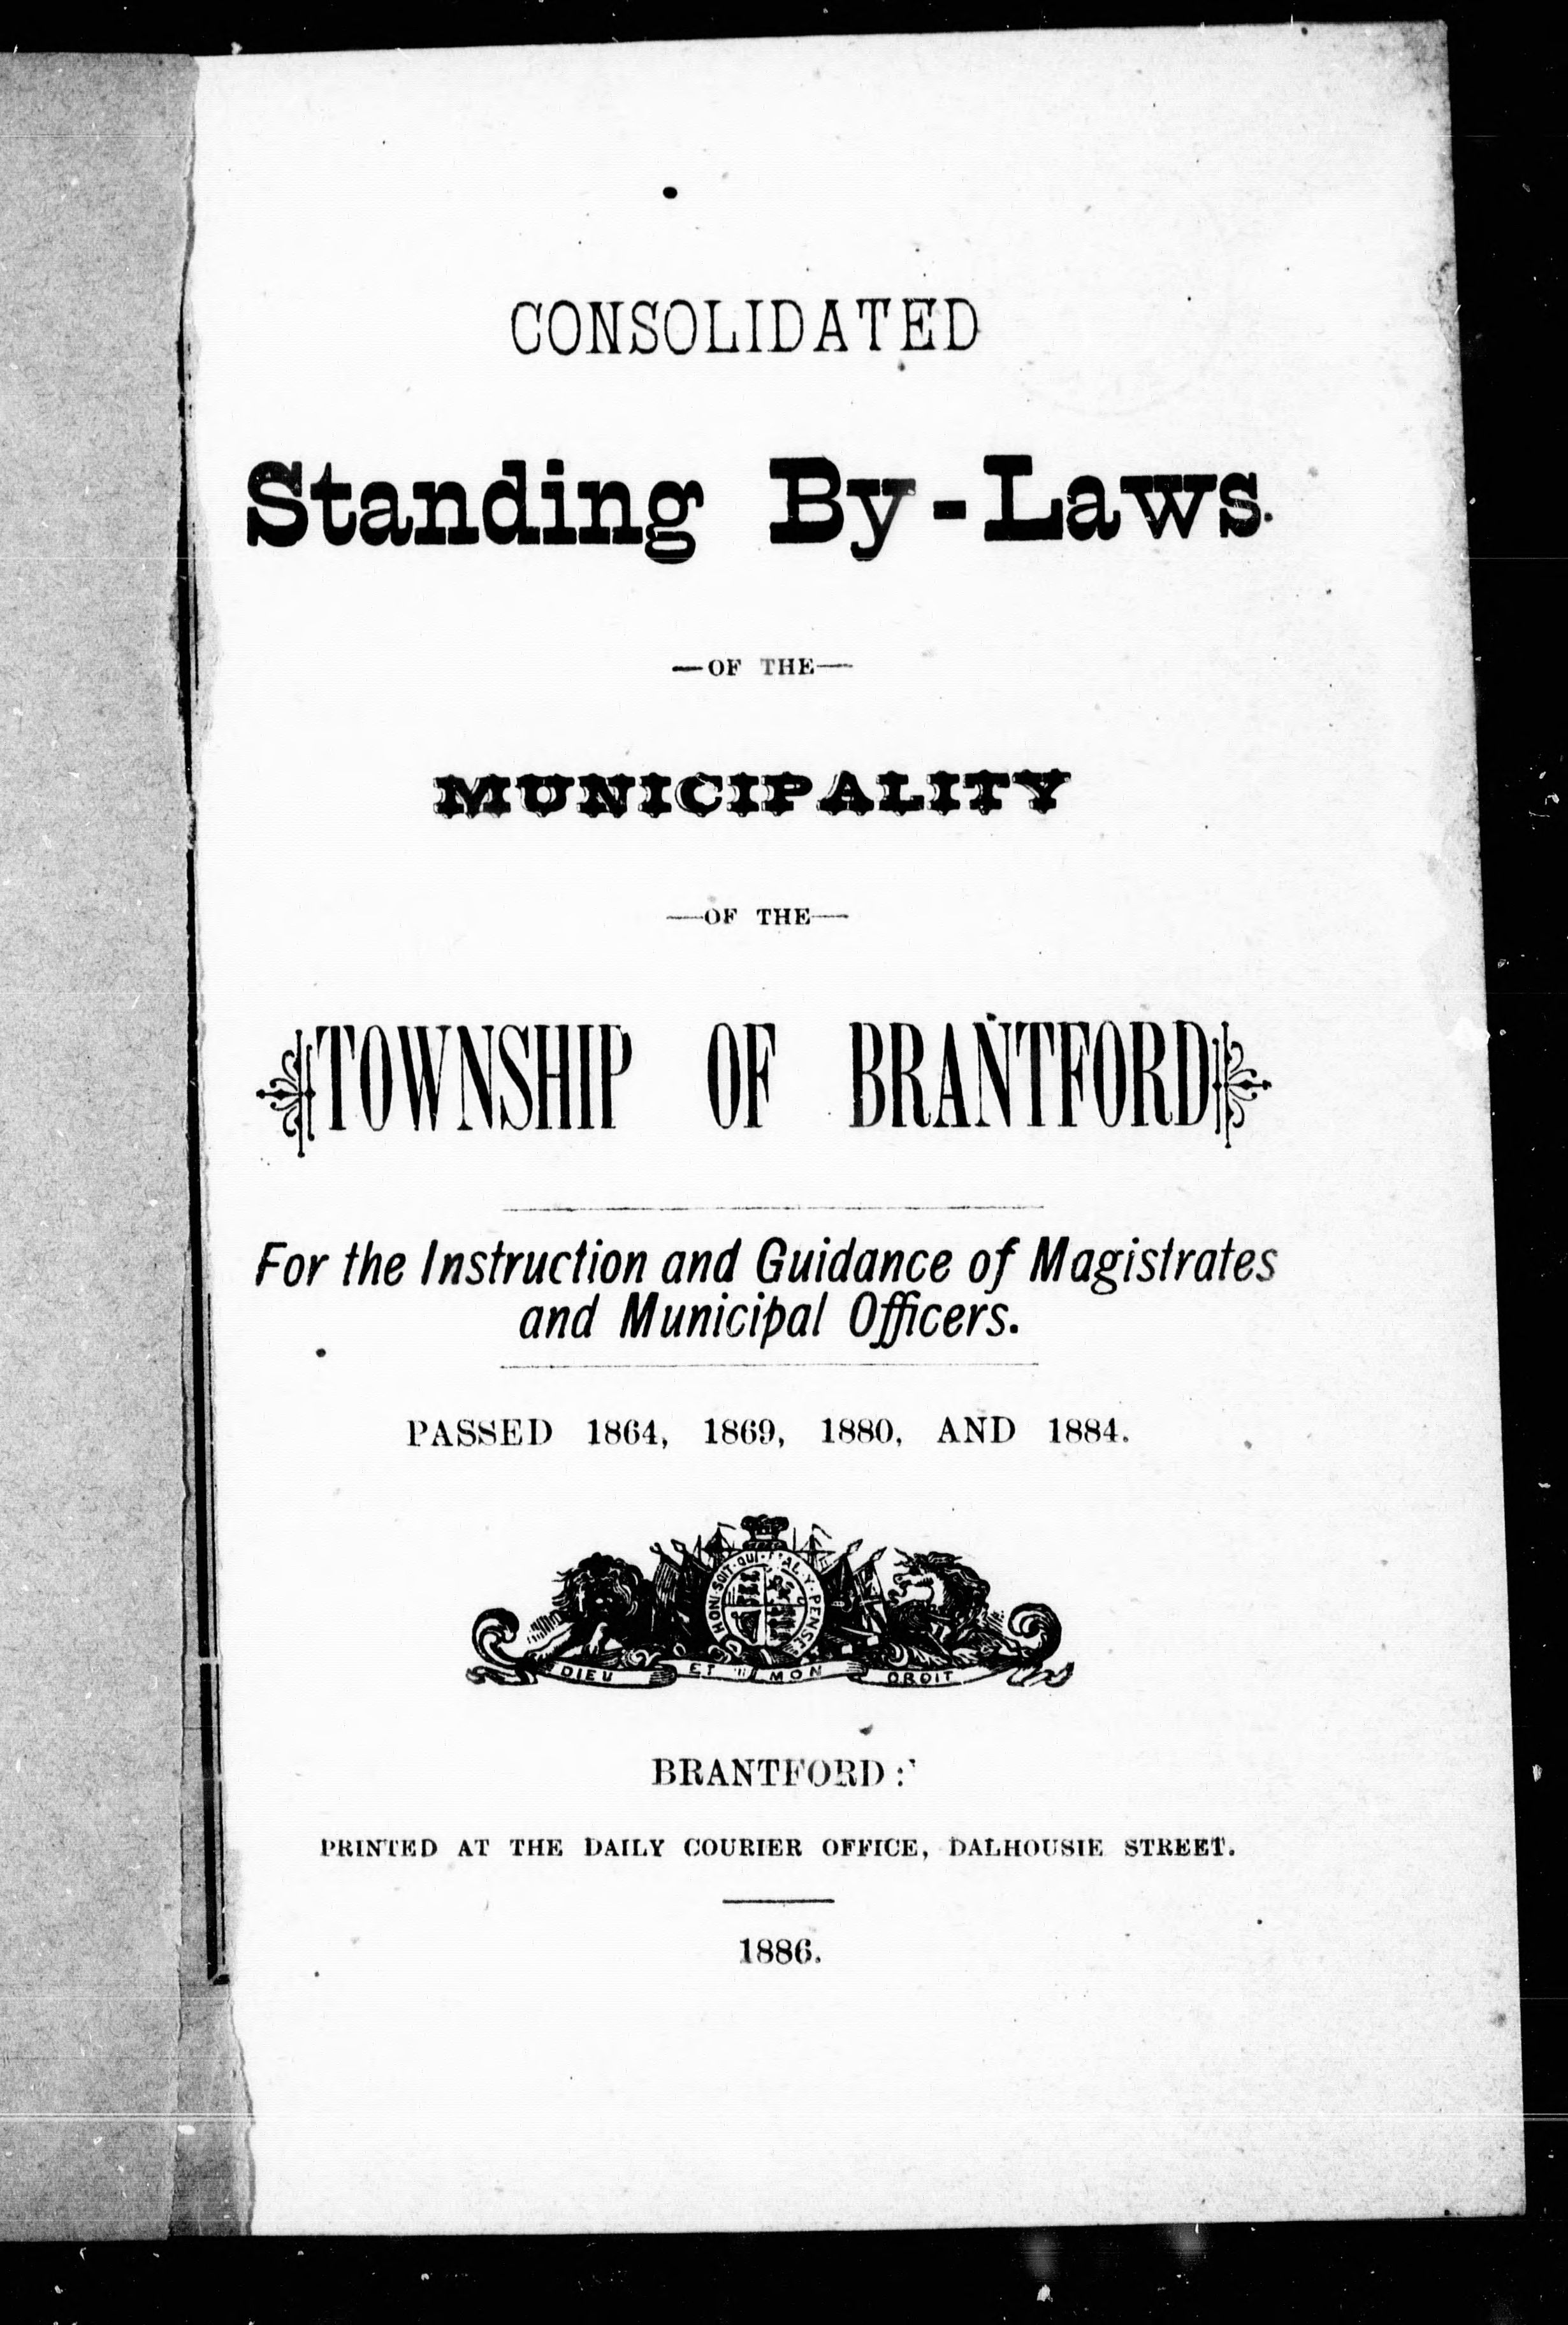 CONSOLIDATED
Standing By-Laws.
—OF THE—
MUNICIPALITY
—OF THE—
TOWNSHIP OF BRANTFORD
For the Instruction and Guidance of Magistrates
and Municipal Officers.
PASSED 1864, 1869, 1880, AND 1884.
HONI·SOIT·QUI·MAL·Y·PENSE
DIEU ET MON DROIT
BRANTFORD:
PRINTED AT THE DAILY COURIER OFFICE, DALHOUSIE STREET.
1886.